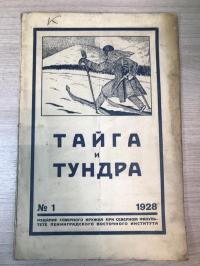 К
ТАЙГА
И
ТУНДРА
№ 1 1928
ИЗДАНИЕ СЕВЕРНОГО КРУЖКА ПРИ СЕВЕРНОМ ФАКУЛЬ-
ТЕТЕ ЛЕНИНГРАДСКОГО ВОСТОЧНОГО ИНСТИТУТА